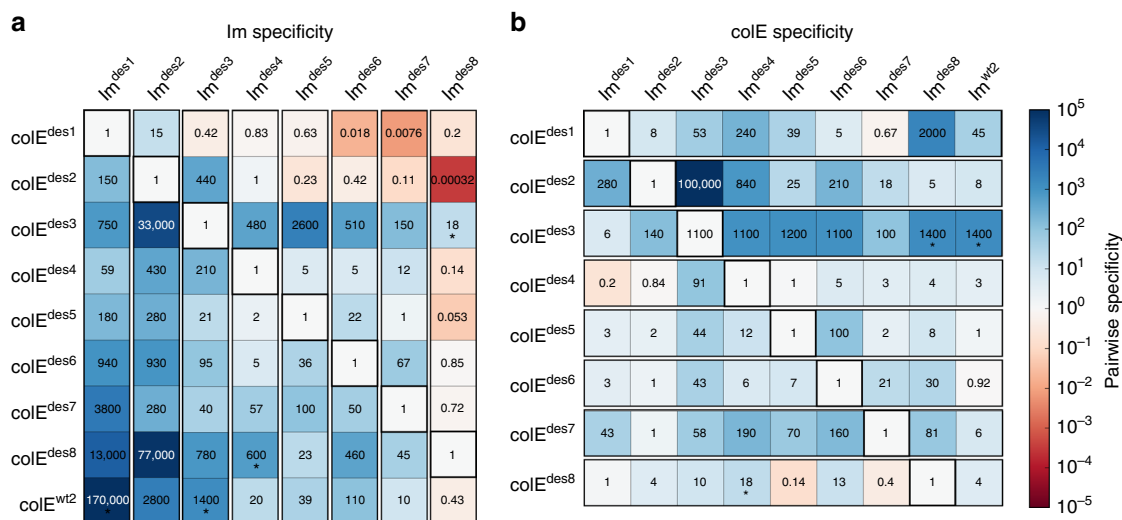 a
Im specificity
Im^des1 Im^des2 Im^des3 Im^des4 Im^des5 Im^des6 Im^des7 Im^des8
colE^des1 1 15 0.42 0.83 0.63 0.018 0.0076 0.2
colE^des2 150 1 440 1 0.23 0.42 0.11 0.00032
colE^des3 750 33,000 1 480 2600 510 150 18*
colE^des4 59 430 210 1 5 5 12 0.14
colE^des5 180 280 21 2 1 22 1 0.053
colE^des6 940 930 95 5 36 1 67 0.85
colE^des7 3800 280 40 57 100 50 1 0.72
colE^des8 13,000 77,000 780 600* 23 460 45 1
colE^wt2 170,000* 2800 1400* 20 39 110 10 0.43
b
colE specificity
Im^des1 Im^des2 Im^des3 Im^des4 Im^des5 Im^des6 Im^des7 Im^des8 Im^wt2
colE^des1 1 8 53 240 39 5 0.67 2000 45
colE^des2 280 1 100,000 840 25 210 18 5 8
colE^des3 6 140 1100 1100 1200 1100 100 1400* 1400*
colE^des4 0.2 0.84 91 1 1 5 3 4 3
colE^des5 3 2 44 12 1 100 2 8 1
colE^des6 3 1 43 6 7 1 21 30 0.92
colE^des7 43 1 58 190 70 160 1 81 6
colE^des8 1 4 10 18* 0.14 13 0.4 1 4
10^5
10^4
10^3
10^2
10^1
10^0
10^−1
10^−2
10^−3
10^−4
10^−5
Pairwise specificity